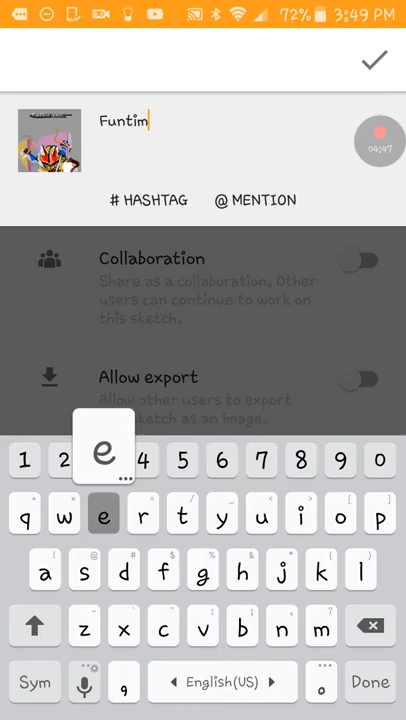 72% 3:49 PM
Funtim
04:47
# HASHTAG @ MENTION
Collaboration
Share as a collaboration. Other
users can continue to work on
this sketch.
Allow export
Allow other users to export
sketch as an image.
e
1 2 4 5 6 7 8 9 0
q w e r t y u i o p
a s d f g h j k l
z x c v b n m
Sym , English(US) . Done